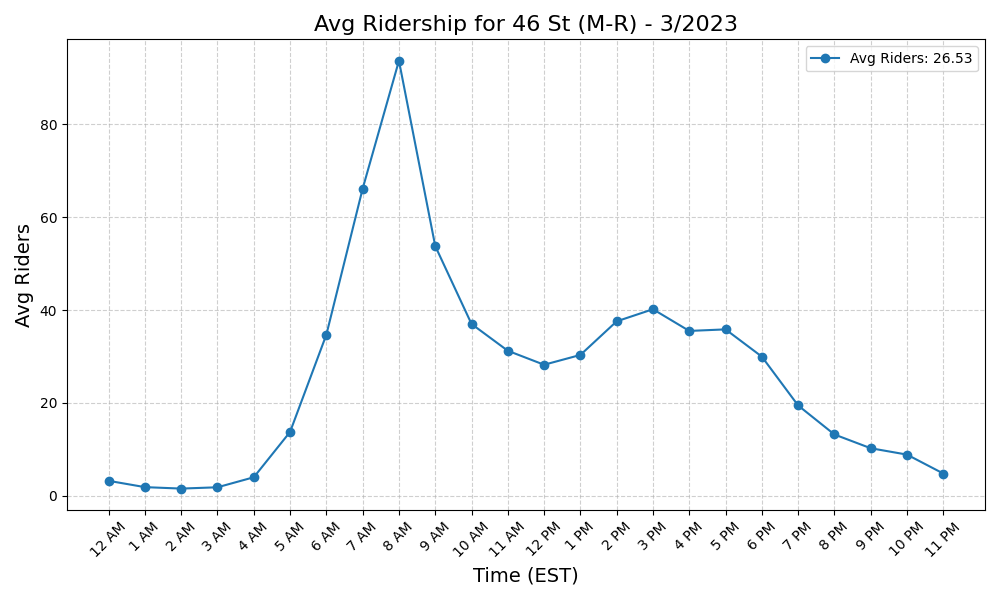 Avg Ridership for 46 St (M-R) - 3/2023
Avg Riders: 26.53
Avg Riders
80
60
40
20
0
12 AM
1 AM
2 AM
3 AM
4 AM
5 AM
6 AM
7 AM
8 AM
9 AM
10 AM
11 AM
12 PM
1 PM
2 PM
3 PM
4 PM
5 PM
6 PM
7 PM
8 PM
9 PM
10 PM
11 PM
Time (EST)